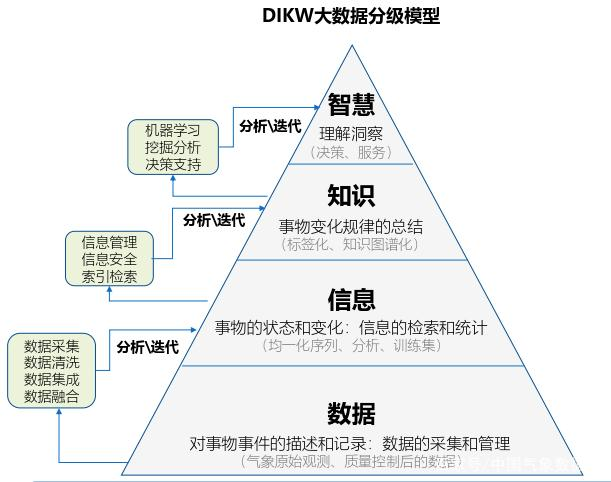 DIKW大数据分级模型
智慧
理解洞察
（决策、服务）
机器学习
挖掘分析
决策支持
分析\迭代
知识
事物变化规律的总结
（标签化、知识图谱化）
信息管理
信息安全
索引检索
分析\迭代
信息
事物的状态和变化：信息的检索和统计
（均一化序列、分析、训练集）
数据采集
数据清洗
数据集成
数据融合
分析\迭代
数据
对事物事件的描述和记录：数据的采集和管理
（气象原始观测、质量控制后的数据）